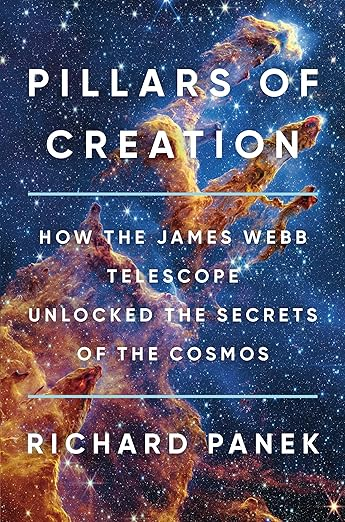 PILLARS OF
CREATION
HOW THE JAMES WEBB
TELESCOPE
UNLOCKED THE SECRETS
OF THE COSMOS
RICHARD PANEK